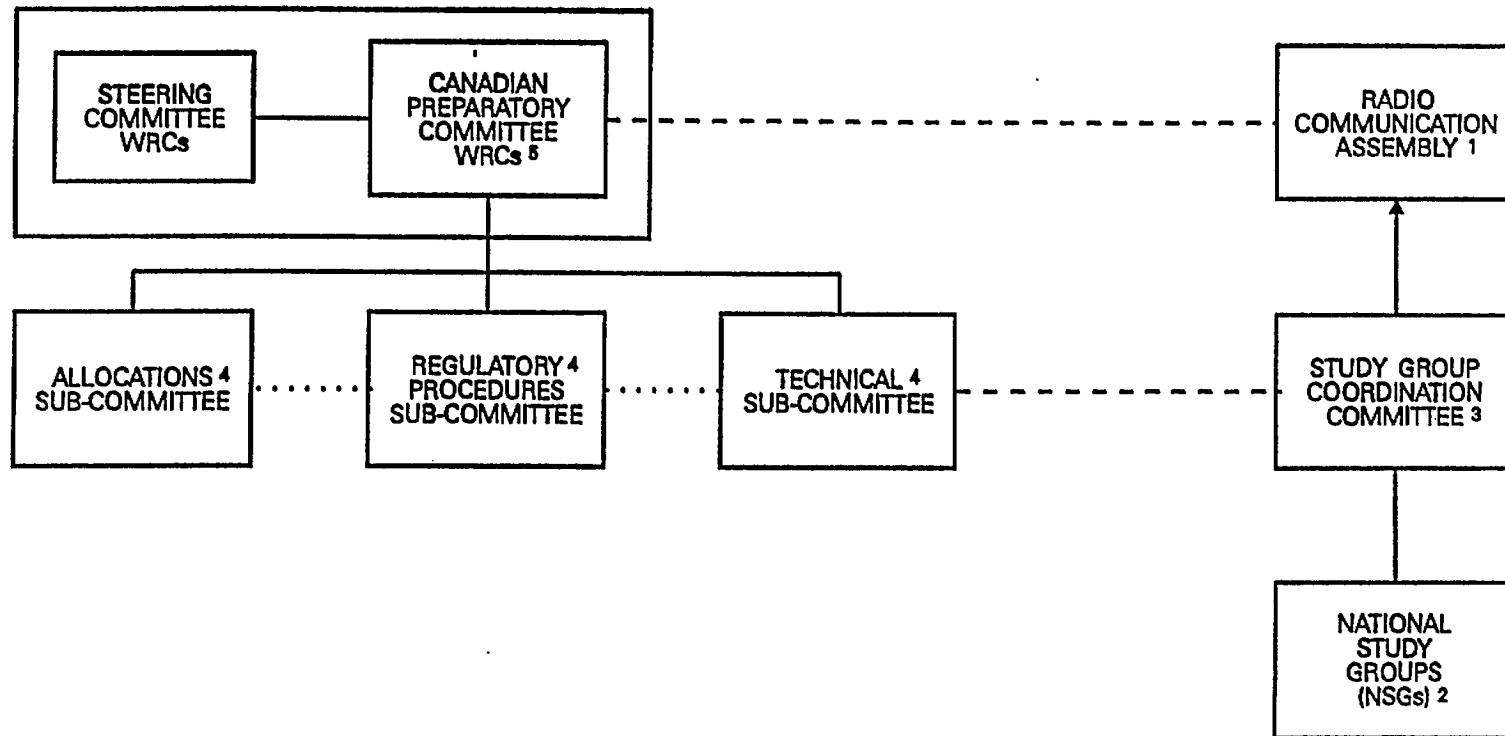 STEERING
COMMITTEE
WRCs
CANADIAN
PREPARATORY
COMMITTEE
WRCs 5
RADIO
COMMUNICATION
ASSEMBLY 1
ALLOCATIONS 4
SUB-COMMITTEE
REGULATORY 4
PROCEDURES
SUB-COMMITTEE
TECHNICAL 4
SUB-COMMITTEE
STUDY GROUP
COORDINATION
COMMITTEE 3
NATIONAL
STUDY
GROUPS
(NSGs) 2